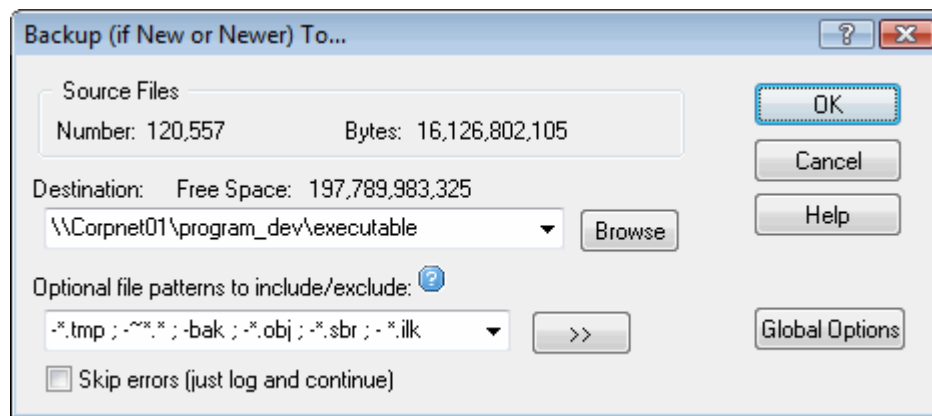 Backup (if New or Newer) To...
Source Files
Number: 120,557 Bytes: 16,126,802,105
OK
Cancel
Destination: Free Space: 197,789,983,325
\\Corpnet01\program_dev\executable
Browse
Help
Optional file patterns to include/exclude: ?
-*.tmp ; -~*.* ; -bak ; -*.obj ; -*.sbr ; - *.ilk
>>
Global Options
Skip errors (just log and continue)